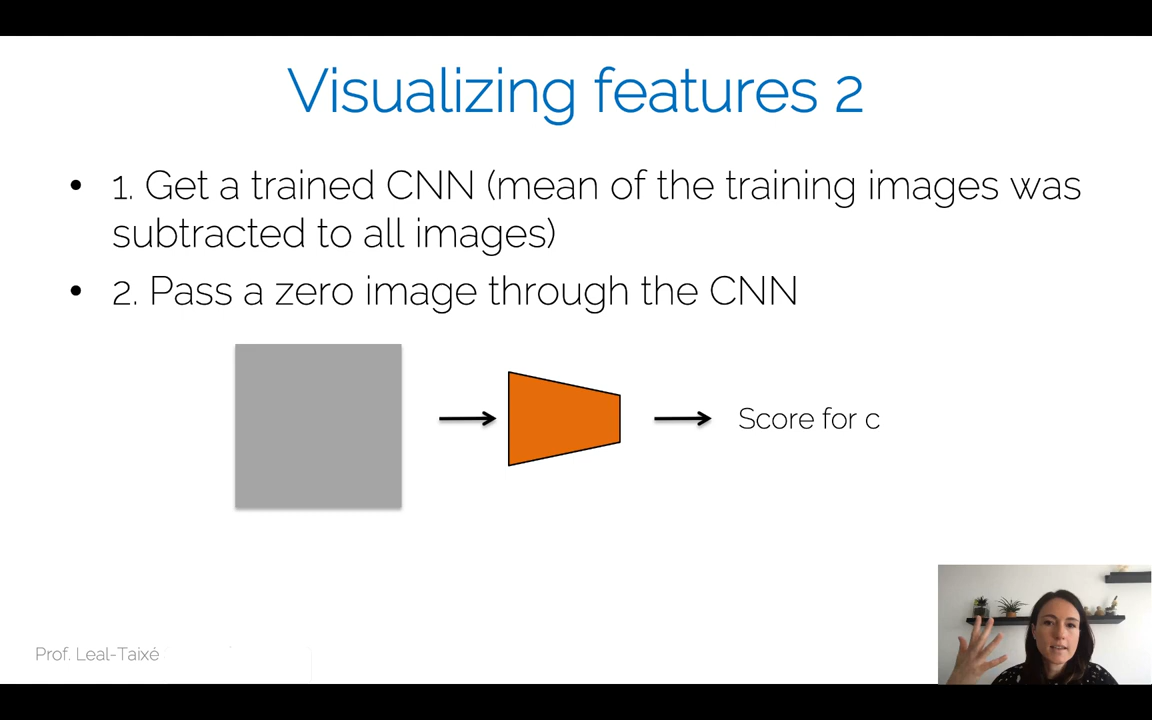 Visualizing features 2
• 1. Get a trained CNN (mean of the training images was
subtracted to all images)
• 2. Pass a zero image through the CNN
Score for c
Prof. Leal-Taixé